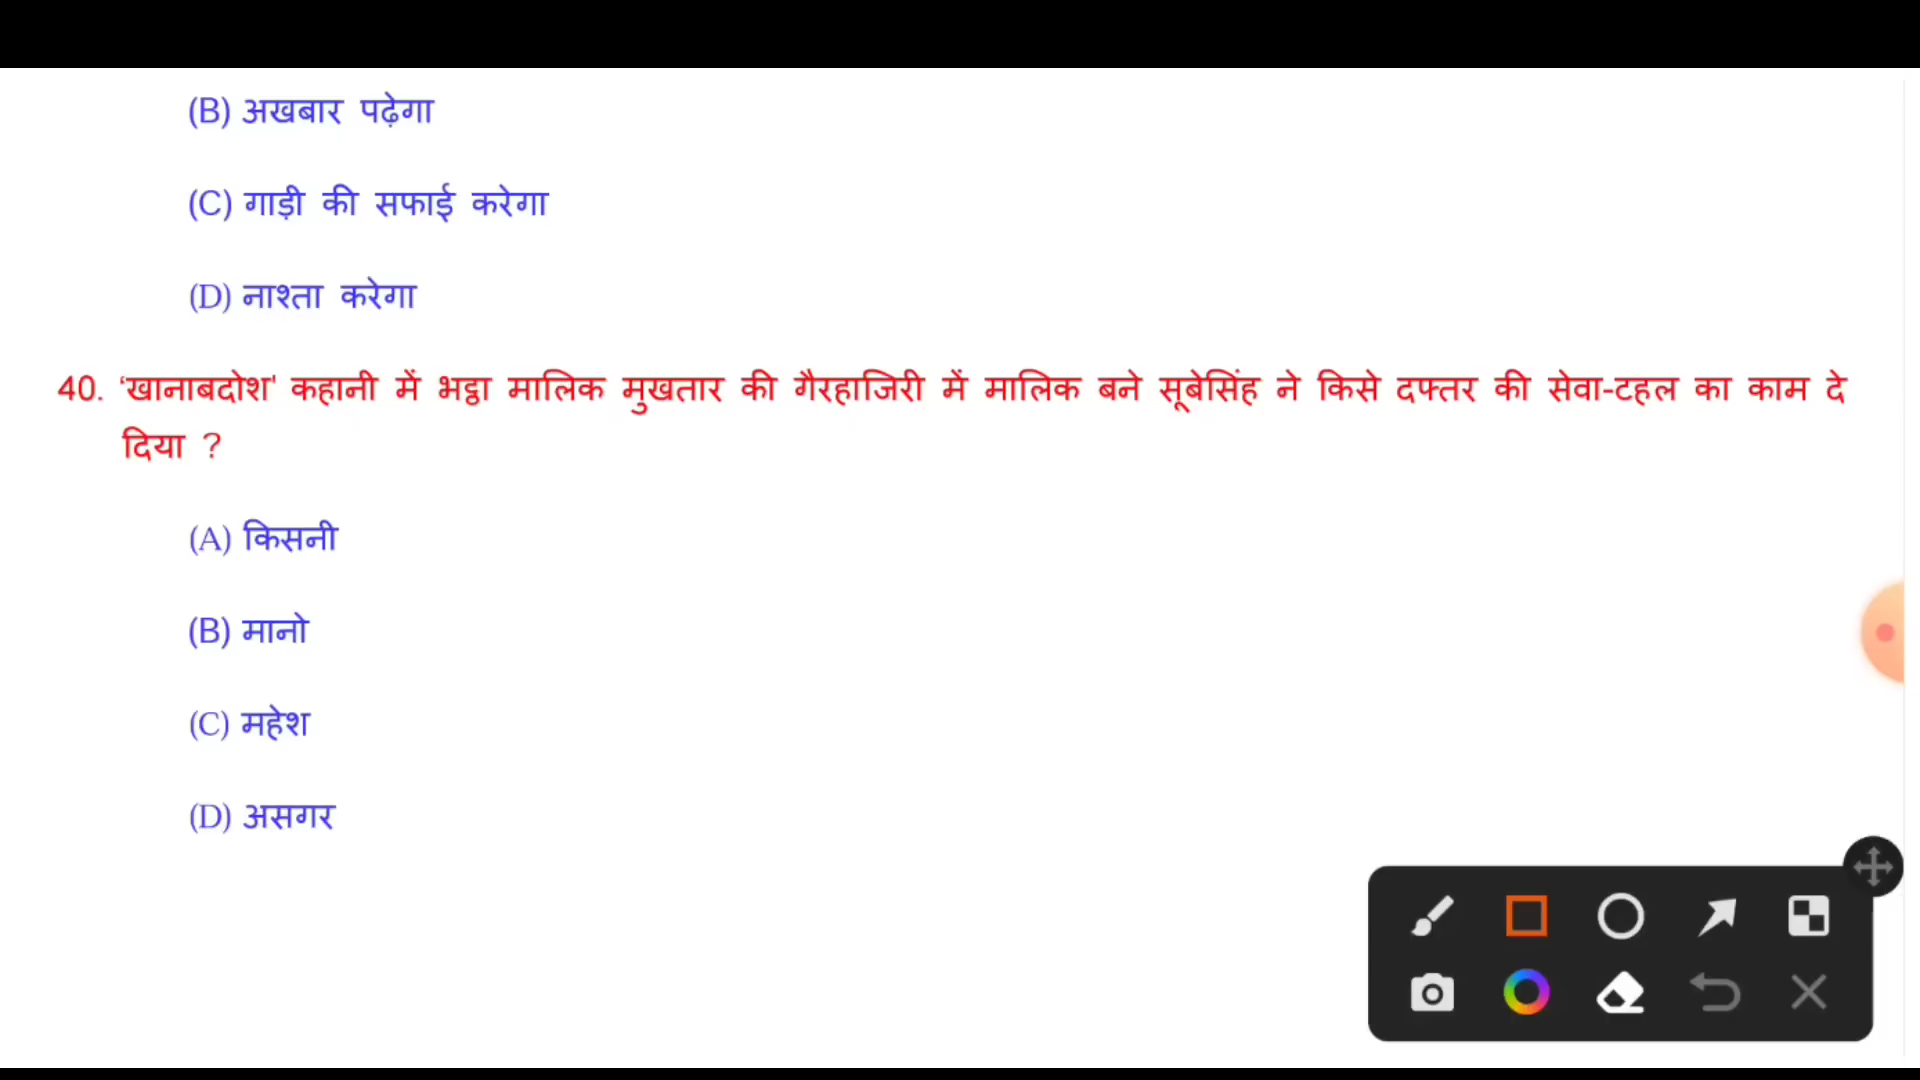 (B) अखबार पढ़ेगा
(C) गाड़ी की सफाई करेगा
(D) नाश्ता करेगा
40. ‘खानाबदोश' कहानी में भट्ठा मालिक मुखतार की गैरहाजिरी में मालिक बने सूबेसिंह ने किसे दफ्तर की सेवा-टहल का काम दे
दिया ?
(A) किसनी
(B) मानो
(C) महेश
(D) असगर